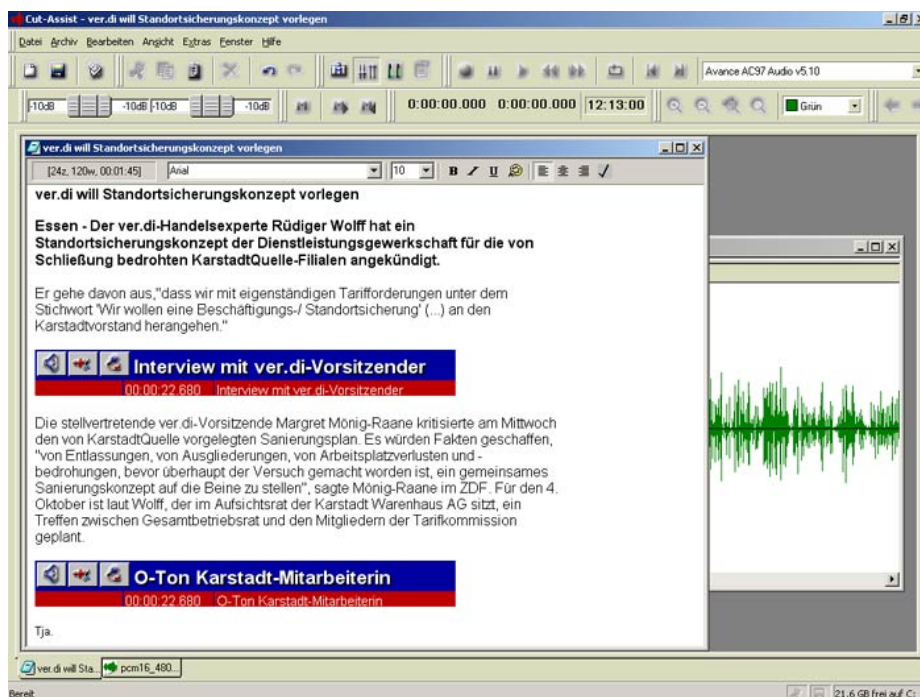 Cut-Assist - ver.di will Standortsicherungskonzept vorlegen
Datei Archiv Bearbeiten Ansicht Extras Fenster Hilfe
Avance AC97 Audio v5.10
-10dB -10dB -10dB -10dB 0:00:00.000 0:00:00.000 12:13:00 Grün
ver.di will Standortsicherungskonzept vorlegen
[24z, 120w, 00:01:45] Arial 10 B I U
ver.di will Standortsicherungskonzept vorlegen
Essen - Der ver.di-Handelsexperte Rüdiger Wolff hat ein
Standortsicherungskonzept der Dienstleistungsgewerkschaft für die von
Schließung bedrohten KarstadtQuelle-Filialen angekündigt.
Er gehe davon aus,"dass wir mit eigenständigen Tarifforderungen unter dem
Stichwort 'Wir wollen eine Beschäftigungs-/ Standortsicherung' (...) an den
Karstadtvorstand herangehen."
Interview mit ver.di-Vorsitzender
00:00:22.680 Interview mit ver.di-Vorsitzender
Die stellvertretende ver.di-Vorsitzende Margret Mönig-Raane kritisierte am Mittwoch
den von KarstadtQuelle vorgelegten Sanierungsplan. Es würden Fakten geschaffen,
"von Entlassungen, von Ausgliederungen, von Arbeitsplatzverlusten und -
bedrohungen, bevor überhaupt der Versuch gemacht worden ist, ein gemeinsames
Sanierungskonzept auf die Beine zu stellen", sagte Mönig-Raane im ZDF. Für den 4.
Oktober ist laut Wolff, der im Aufsichtsrat der Karstadt Warenhaus AG sitzt, ein
Treffen zwischen Gesamtbetriebsrat und den Mitgliedern der Tarifkommission
geplant.
O-Ton Karstadt-Mitarbeiterin
00:00:22.680 O-Ton Karstadt-Mitarbeiterin
Tja.
ver.di will Sta... pcm16_480...
Bereit 21,6 GB frei auf C: